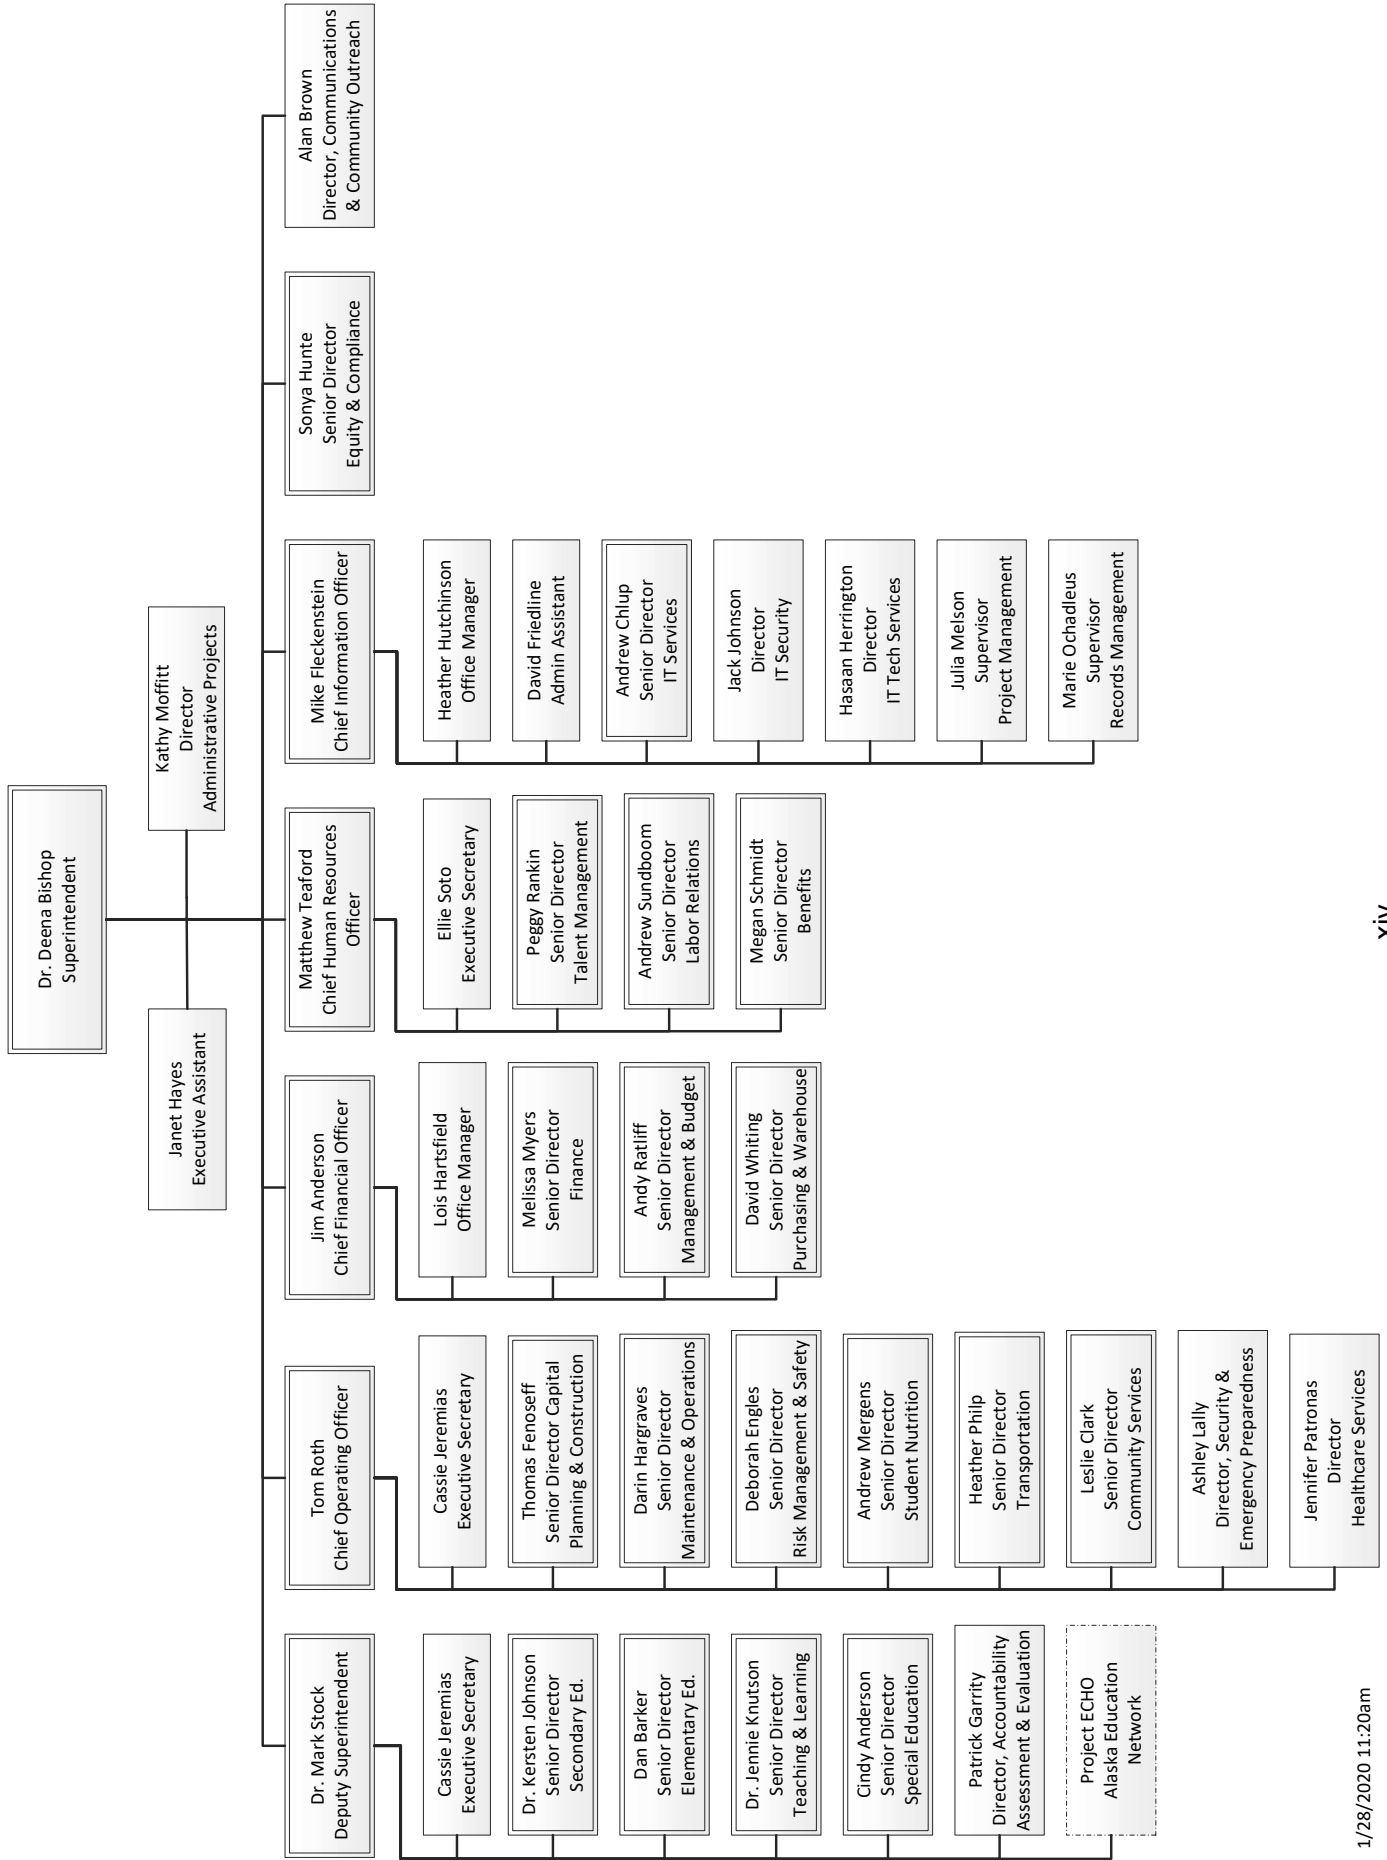 Dr. Deena Bishop
Superintendent
Janet Hayes
Executive Assistant
Kathy Moffitt
Director
Administrative Projects
Dr. Mark Stock
Deputy Superintendent
Cassie Jeremias
Executive Secretary
Dr. Kersten Johnson
Senior Director
Secondary Ed.
Dan Barker
Senior Director
Elementary Ed.
Dr. Jennie Knutson
Senior Director
Teaching & Learning
Cindy Anderson
Senior Director
Special Education
Patrick Garrity
Director, Accountability
Assessment & Evaluation
Project ECHO
Alaska Education
Network
Tom Roth
Chief Operating Officer
Cassie Jeremias
Executive Secretary
Thomas Fenoseff
Senior Director Capital
Planning & Construction
Darin Hargraves
Senior Director
Maintenance & Operations
Deborah Engles
Senior Director
Risk Management & Safety
Andrew Mergens
Senior Director
Student Nutrition
Heather Philp
Senior Director
Transportation
Leslie Clark
Senior Director
Community Services
Ashley Lally
Director, Security &
Emergency Preparedness
Jennifer Patronas
Director
Healthcare Services
Jim Anderson
Chief Financial Officer
Lois Hartsfield
Office Manager
Melissa Myers
Senior Director
Finance
Andy Ratliff
Senior Director
Management & Budget
David Whiting
Senior Director
Purchasing & Warehouse
Matthew Teaford
Chief Human Resources
Officer
Ellie Soto
Executive Secretary
Peggy Rankin
Senior Director
Talent Management
Andrew Sundboom
Senior Director
Labor Relations
Megan Schmidt
Senior Director
Benefits
Mike Fleckenstein
Chief Information Officer
Heather Hutchinson
Office Manager
David Friedline
Admin Assistant
Andrew Chlup
Senior Director
IT Services
Jack Johnson
Director
IT Security
Hasaan Herrington
Director
IT Tech Services
Julia Melson
Supervisor
Project Management
Marie Ochadleus
Supervisor
Records Management
Sonya Hunte
Senior Director
Equity & Compliance
Alan Brown
Director, Communications
& Community Outreach
1/28/2020 11:20am
xiv